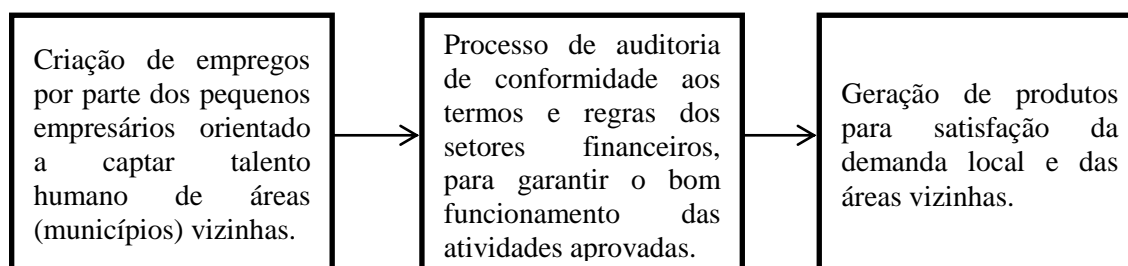 Criação de empregos
por parte dos pequenos
empresários orientado
a captar talento
humano de áreas
(municípios) vizinhas.
Processo de auditoria
de conformidade aos
termos e regras dos
setores financeiros,
para garantir o bom
funcionamento das
atividades aprovadas.
Geração de produtos
para satisfação da
demanda local e das
áreas vizinhas.